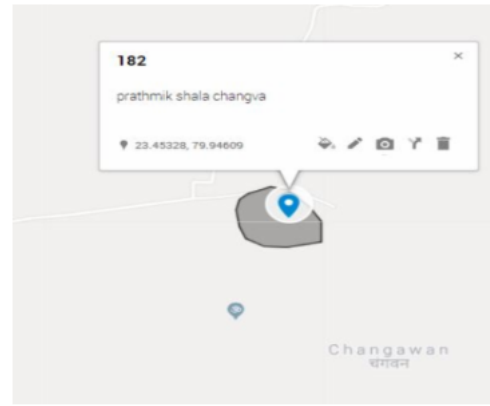 182
prathmik shala changva
23.45328, 79.94609
Changawan
चंगवन